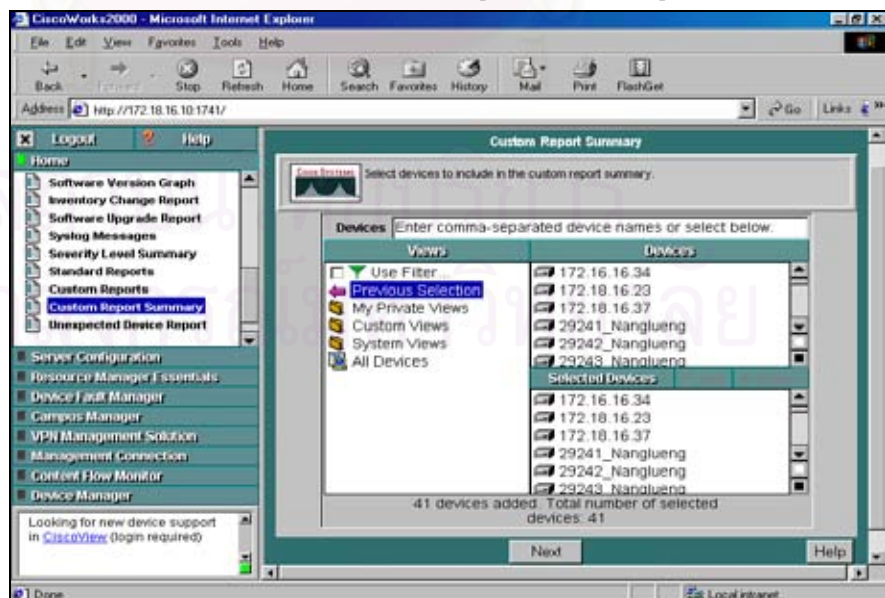 CiscoWorks2000 - Microsoft Internet Explorer
File Edit View Favorites Tools Help
Back Forward Stop Refresh Home Search Favorites History Mail Print FlashGet
Address http://172.18.16.10:1741/ Go Links
Logout ? Help
Home
Software Version Graph
Inventory Change Report
Software Upgrade Report
Syslog Messages
Severity Level Summary
Standard Reports
Custom Reports
Custom Report Summary
Unexpected Device Report
Server Configuration
Resource Manager Essentials
Device Fault Manager
Campus Manager
VPN Management Solution
Management Connection
Content Flow Monitor
Device Manager
Looking for new device support
in CiscoView (login required)
Custom Report Summary
Cisco Systems
Select devices to include in the custom report summary.
Devices Enter comma-separated device names or select below.
Views
Use Filter...
Previous Selection
My Private Views
Custom Views
System Views
All Devices
Devices
172.16.16.34
172.18.16.23
172.18.16.37
29241_Nanglueng
29242_Nanglueng
29243_Nanglueng
Selected Devices
172.16.16.34
172.18.16.23
172.18.16.37
29241_Nanglueng
29242_Nanglueng
29243_Nanglueng
41 devices added. Total number of selected
devices: 41
Next
Help
Done
Local intranet